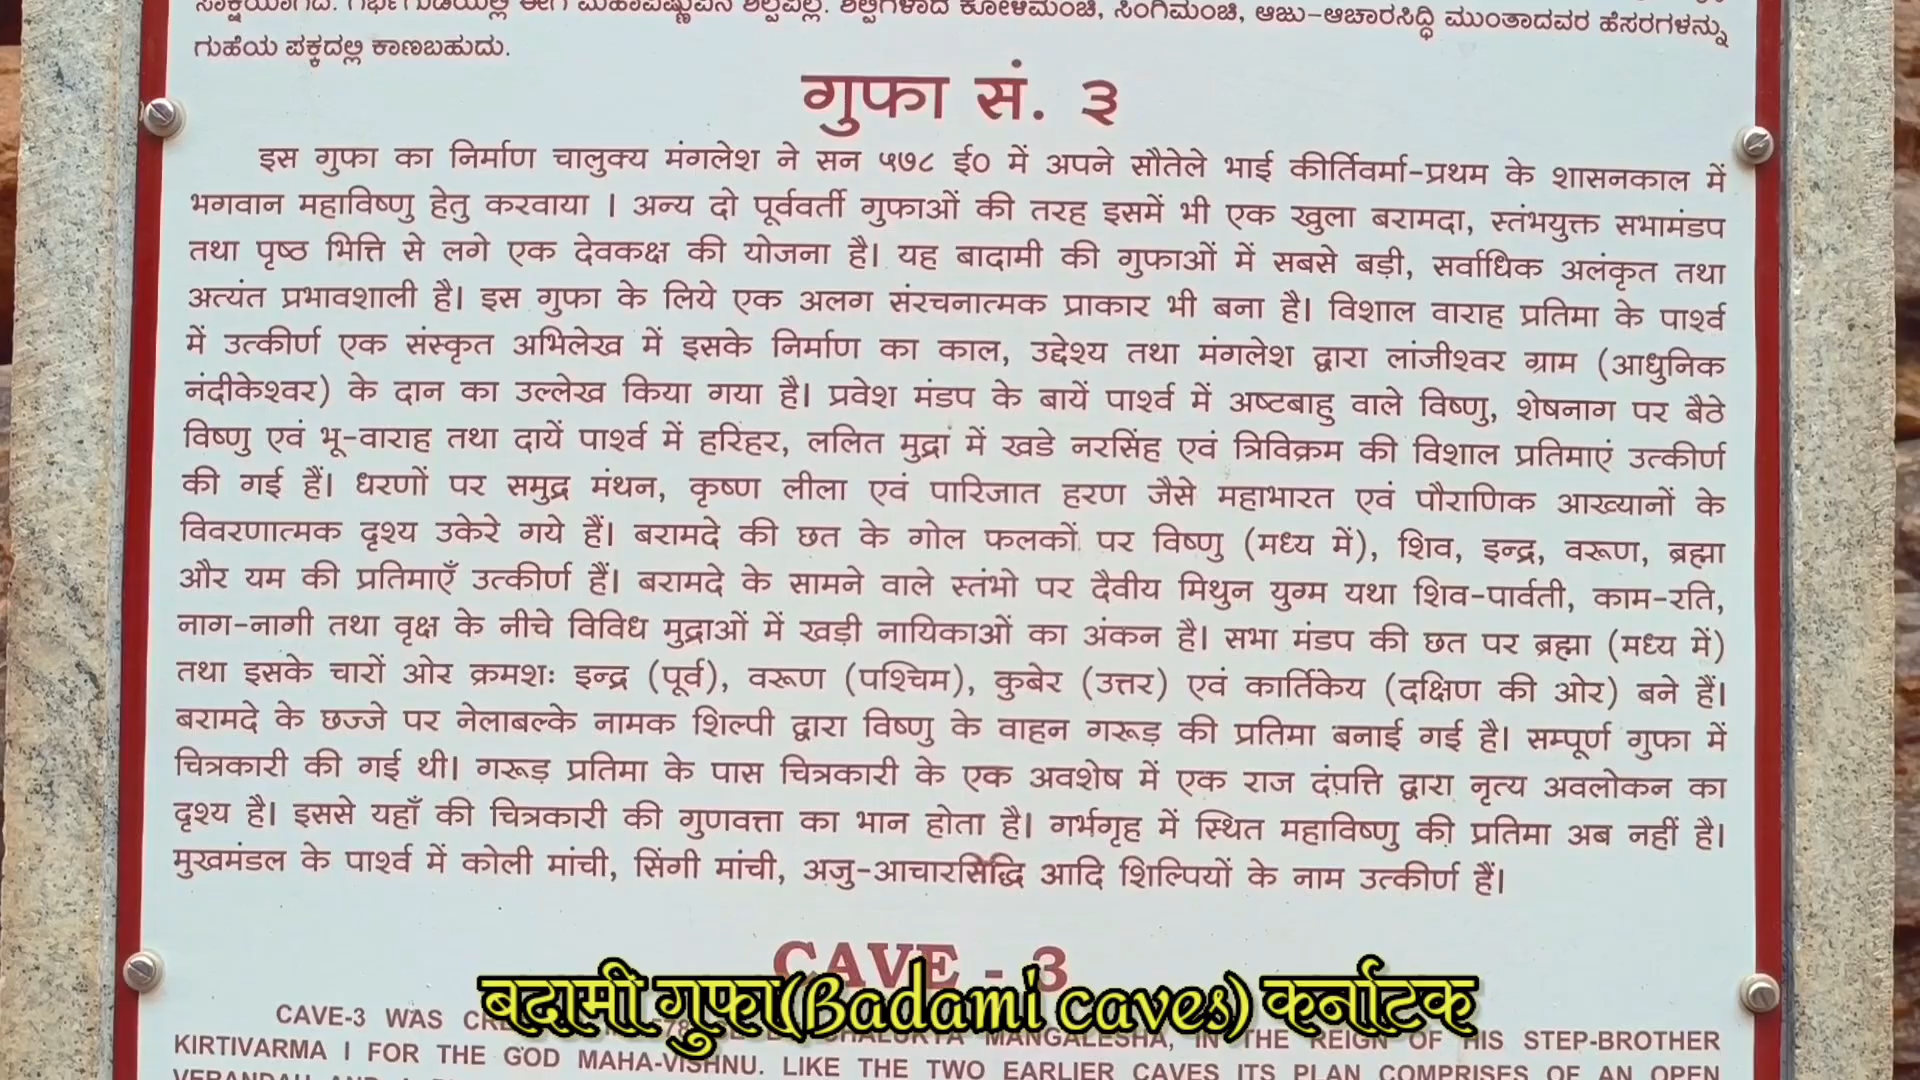 ಗುಹೆಯ ಪಕ್ಕದಲ್ಲಿ ಕಾಣಬಹುದು.
गुफा सं. ३
इस गुफा का निर्माण चालुक्य मंगलेश ने सन ५७८ ई० में अपने सौतेले भाई कीर्तिवर्मा-प्रथम के शासनकाल में
भगवान महाविष्णु हेतु करवाया । अन्य दो पूर्ववर्ती गुफाओं की तरह इसमें भी एक खुला बरामदा, स्तंभयुक्त सभामंडप
तथा पृष्ठ भित्ति से लगे एक देवकक्ष की योजना है। यह बादामी की गुफाओं में सबसे बड़ी, सर्वाधिक अलंकृत तथा
अत्यंत प्रभावशाली है। इस गुफा के लिये एक अलग संरचनात्मक प्राकार भी बना है। विशाल वाराह प्रतिमा के पार्श्व
में उत्कीर्ण एक संस्कृत अभिलेख में इसके निर्माण का काल, उद्देश्य तथा मंगलेश द्वारा लांजीश्वर ग्राम (आधुनिक
नंदीकेश्वर) के दान का उल्लेख किया गया है। प्रवेश मंडप के बायें पार्श्व में अष्टबाहु वाले विष्णु, शेषनाग पर बैठे
विष्णु एवं भू-वाराह तथा दायें पार्श्व में हरिहर, ललित मुद्रा में खडे नरसिंह एवं त्रिविक्रम की विशाल प्रतिमाएं उत्कीर्ण
की गई हैं। धरणों पर समुद्र मंथन, कृष्ण लीला एवं पारिजात हरण जैसे महाभारत एवं पौराणिक आख्यानों के
विवरणात्मक दृश्य उकेरे गये हैं। बरामदे की छत के गोल फलकों पर विष्णु (मध्य में), शिव, इन्द्र, वरूण, ब्रह्मा
और यम की प्रतिमाएँ उत्कीर्ण हैं। बरामदे के सामने वाले स्तंभो पर दैवीय मिथुन युग्म यथा शिव-पार्वती, काम-रति,
नाग-नागी तथा वृक्ष के नीचे विविध मुद्राओं में खड़ी नायिकाओं का अंकन है। सभा मंडप की छत पर ब्रह्मा (मध्य में)
तथा इसके चारों ओर क्रमशः इन्द्र (पूर्व), वरूण (पश्चिम), कुबेर (उत्तर) एवं कार्तिकेय (दक्षिण की ओर) बने हैं।
बरामदे के छज्जे पर नेलाबल्के नामक शिल्पी द्वारा विष्णु के वाहन गरूड़ की प्रतिमा बनाई गई है। सम्पूर्ण गुफा में
चित्रकारी की गई थी। गरूड़ प्रतिमा के पास चित्रकारी के एक अवशेष में एक राज दंपत्ति द्वारा नृत्य अवलोकन का
दृश्य है। इससे यहाँ की चित्रकारी की गुणवत्ता का भान होता है। गर्भगृह में स्थित महाविष्णु की प्रतिमा अब नहीं है।
मुखमंडल के पार्श्व में कोली मांची, सिंगी मांची, अजु-आचारसिद्धि आदि शिल्पियों के नाम उत्कीर्ण हैं।
CAVE - 3
बदामी गुफा(Badami caves) कर्नाटक
CAVE-3 WAS MANGALESHA, IN THE REIGN OF HIS STEP-BROTHER
KIRTIVARMA I FOR THE GOD MAHA-VISHNU. LIKE THE TWO EARLIER CAVES ITS PLAN COMPRISES OF AN OPEN